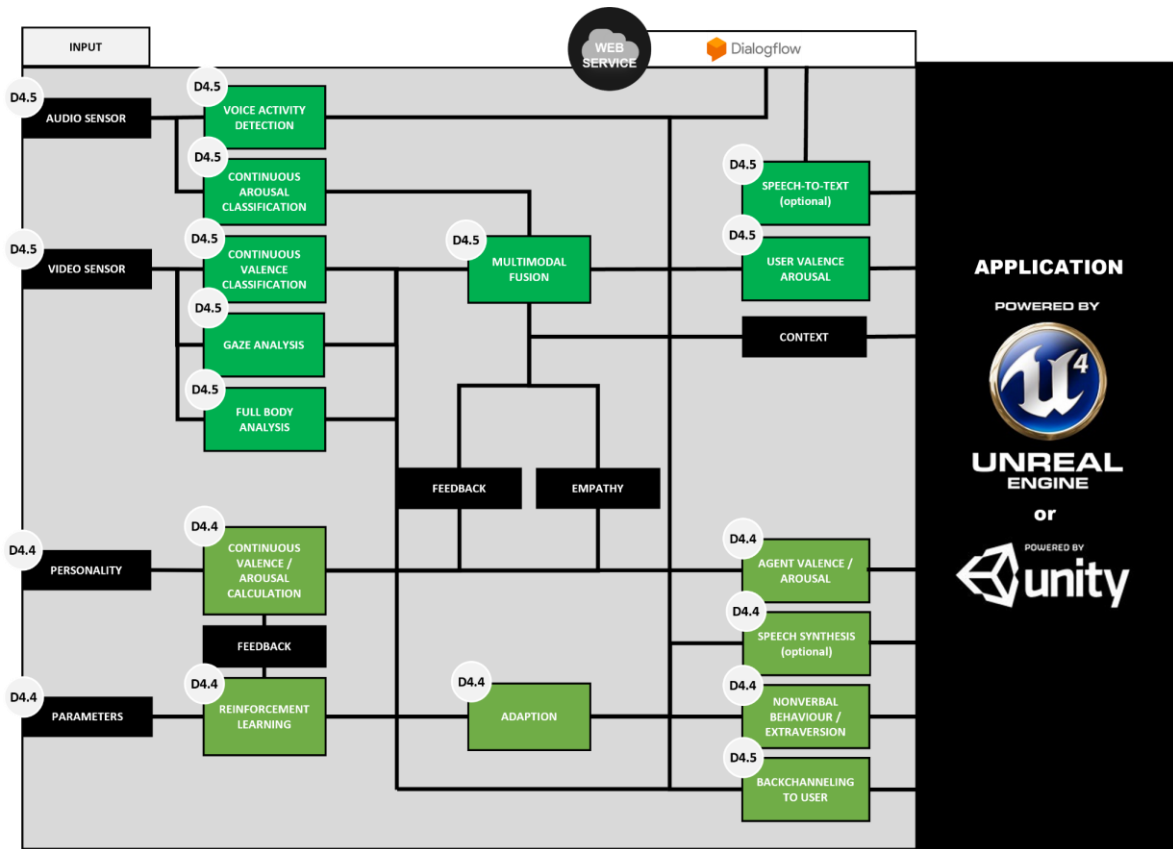 INPUT
WEB
SERVICE
Dialogflow
D4.5
AUDIO SENSOR
D4.5
VOICE ACTIVITY
DETECTION
D4.5
CONTINUOUS
AROUSAL
CLASSIFICATION
D4.5
SPEECH-TO-TEXT
(optional)
D4.5
VIDEO SENSOR
D4.5
CONTINUOUS
VALENCE
CLASSIFICATION
D4.5
MULTIMODAL
FUSION
D4.5
USER VALENCE
AROUSAL
D4.5
GAZE ANALYSIS
CONTEXT
D4.5
FULL BODY
ANALYSIS
FEEDBACK
EMPATHY
D4.4
PERSONALITY
D4.4
CONTINUOUS
VALENCE /
AROUSAL
CALCULATION
D4.4
AGENT VALENCE /
AROUSAL
FEEDBACK
D4.4
SPEECH SYNTHESIS
(optional)
D4.4
PARAMETERS
D4.4
REINFORCEMENT
LEARNING
D4.4
ADAPTION
D4.4
NONVERBAL
BEHAVIOUR /
EXTRAVERSION
D4.5
BACKCHANNELING
TO USER
APPLICATION
POWERED BY
U4
UNREAL
ENGINE
or
POWERED BY
unity